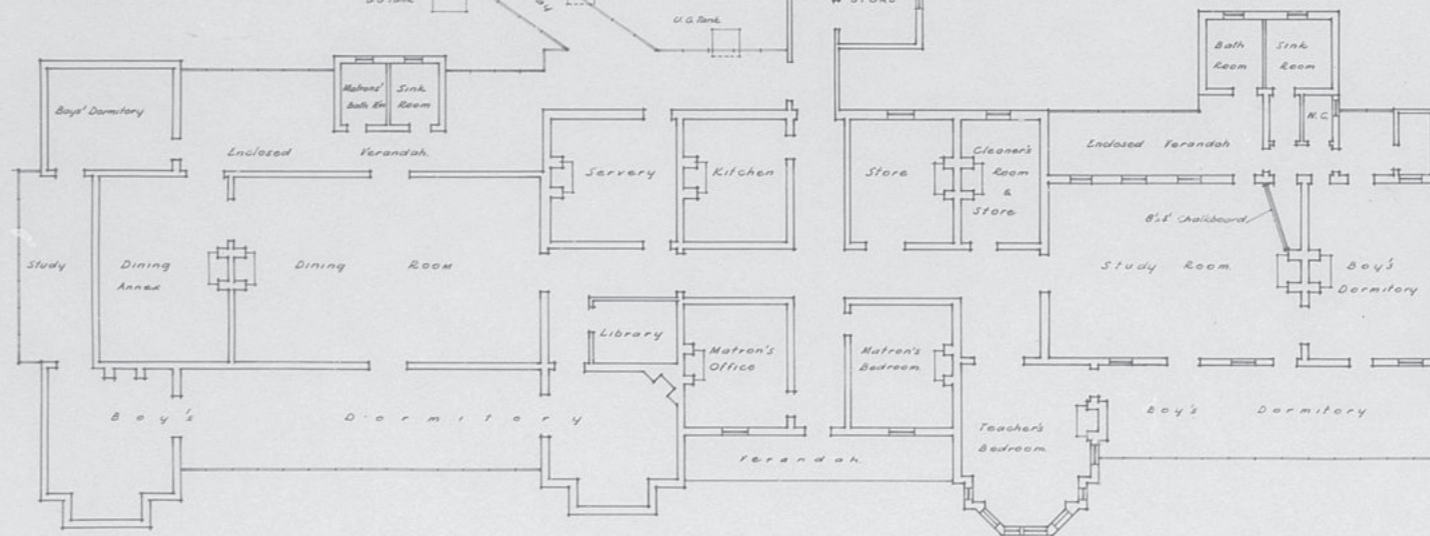 U.G. Tank
STORE
U.G. Tank
Bath
Room
Sink
Room
Matrons'
Bath Rm
Sink
Room
Boys' Dormitory
W.C.
Enclosed Verandah
Servery
Kitchen
Store
Cleaner's
Room
&
Store
Enclosed Verandah
B's & Chalkboard
Study
Dining
Annex
Dining Room
Study Room
Boy's
Dormitory
Library
Matron's
Office
Matron's
Bedroom
Boy's Dormitory
Teacher's
Bedroom
Boy's Dormitory
Verandah